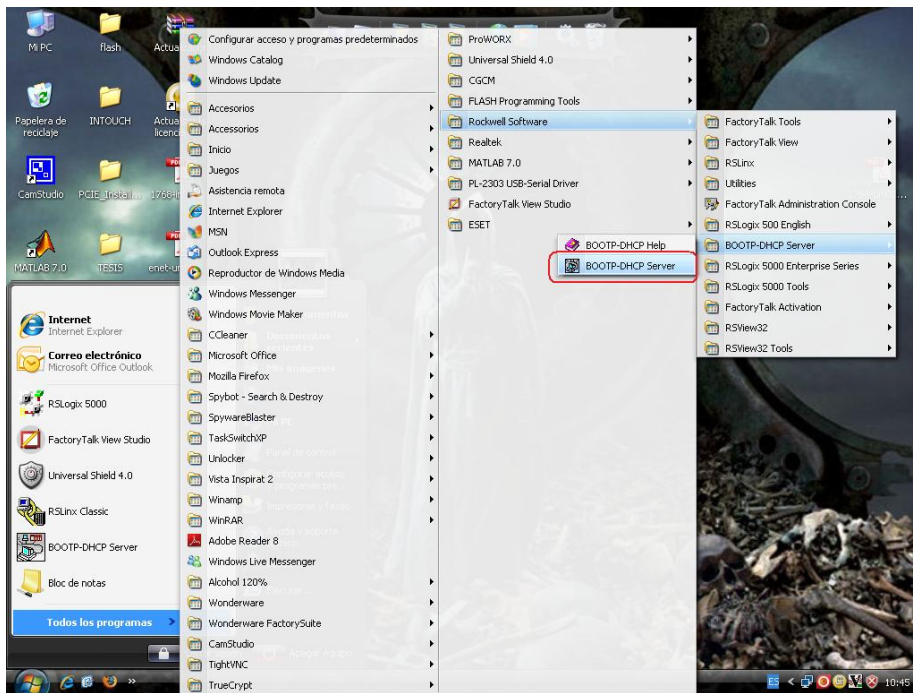 Mi PC
flash
Papelera de reciclaje
INTOUCH
CamStudio
MATLAB 7.0
TESIS
Internet
Internet Explorer
Correo electrónico
Microsoft Office Outlook
RSLogix 5000
FactoryTalk View Studio
Universal Shield 4.0
RSLinx Classic
BOOTP-DHCP Server
Bloc de notas
Todos los programas
Configurar acceso y programas predeterminados
Windows Catalog
Windows Update
Accesorios
Accessorios
Inicio
Juegos
Asistencia remota
Internet Explorer
MSN
Outlook Express
Reproductor de Windows Media
Windows Messenger
Windows Movie Maker
CCleaner
Microsoft Office
Mozilla Firefox
Spybot - Search & Destroy
SpywareBlaster
TaskSwitchXP
Unlocker
Vista Inspirat 2
Winamp
WinRAR
Adobe Reader 8
Windows Live Messenger
Alcohol 120%
Wonderware
Wonderware FactorySuite
CamStudio
TightVNC
TrueCrypt
ProWORX
Universal Shield 4.0
CGCM
FLASH Programming Tools
Rockwell Software
Realtek
MATLAB 7.0
PL-2303 USB-Serial Driver
FactoryTalk View Studio
ESET
BOOTP-DHCP Help
BOOTP-DHCP Server
FactoryTalk Tools
FactoryTalk View
RSLinx
Utilities
FactoryTalk Administration Console
RSLogix 500 English
BOOTP-DHCP Server
RSLogix 5000 Enterprise Series
RSLogix 5000 Tools
FactoryTalk Activation
RSView32
RSView32 Tools
ES
10:45